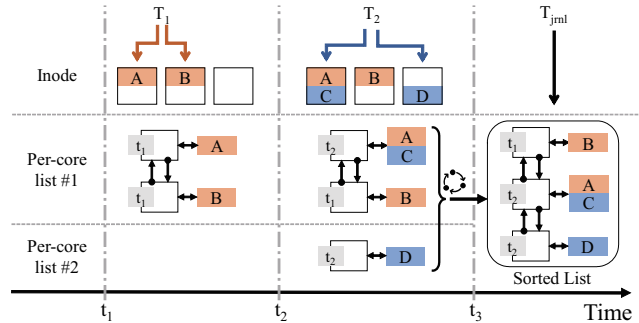 T1 T2 Tjrnl
Inode A B A C B D
Per-core list #1 t1 A t1 B t2 A C t1 B t1 B t2 A C t2 D
Per-core list #2 t2 D
Sorted List
t1 t2 t3 Time